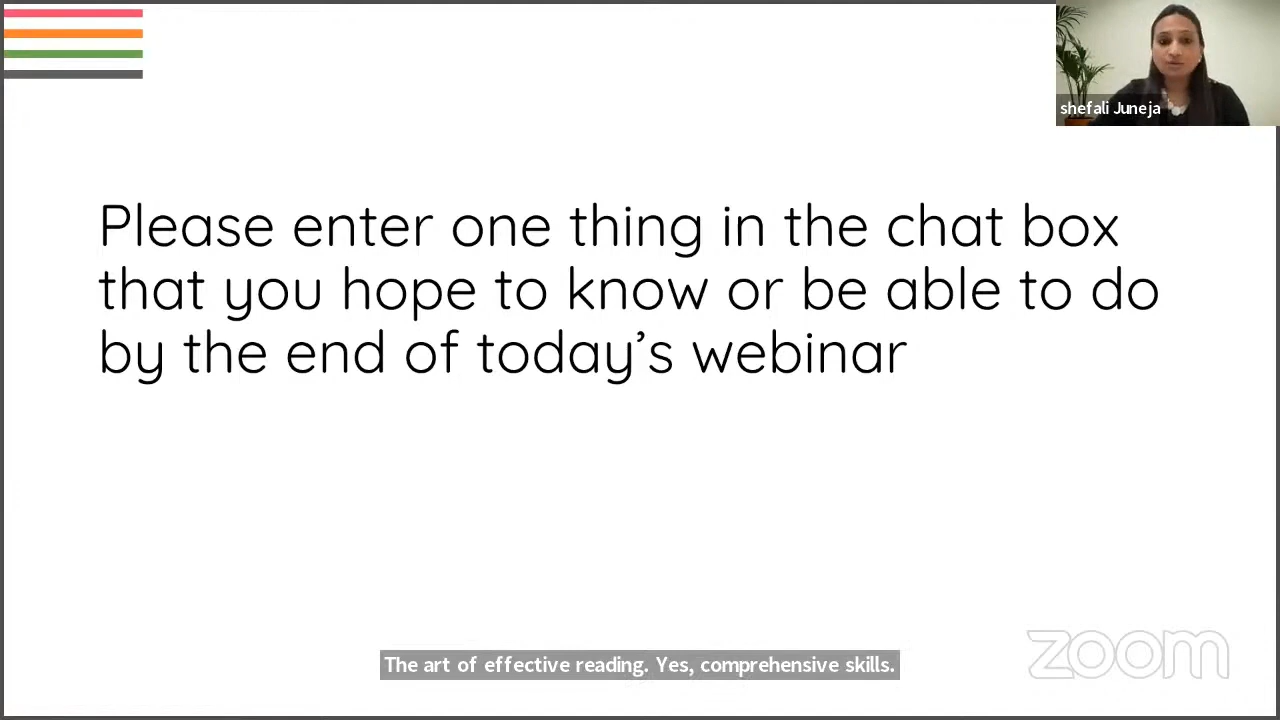 shefali Juneja
Please enter one thing in the chat box
that you hope to know or be able to do
by the end of today’s webinar
The art of effective reading. Yes, comprehensive skills.
zoom